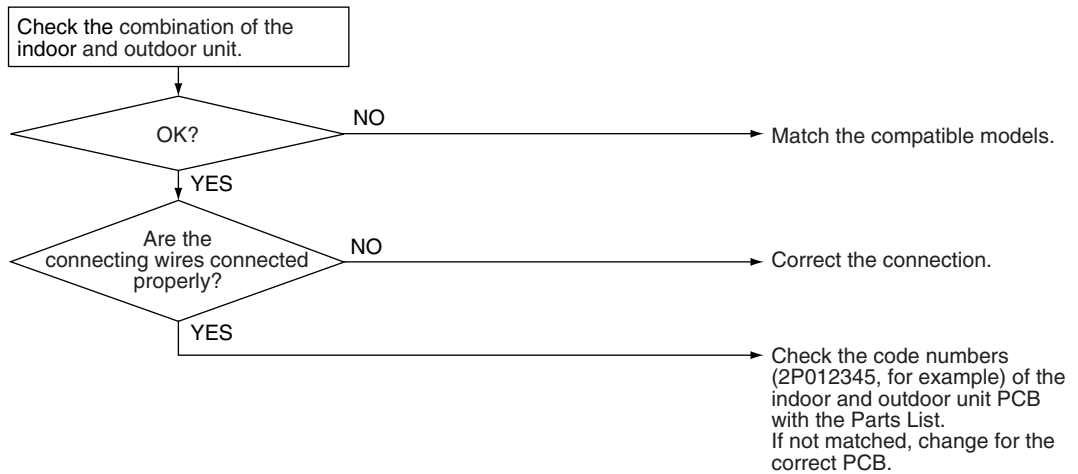 Check the combination of the
indoor and outdoor unit.
OK?
NO
Match the compatible models.
YES
Are the
connecting wires connected
properly?
NO
Correct the connection.
YES
Check the code numbers
(2P012345, for example) of the
indoor and outdoor unit PCB
with the Parts List.
If not matched, change for the
correct PCB.